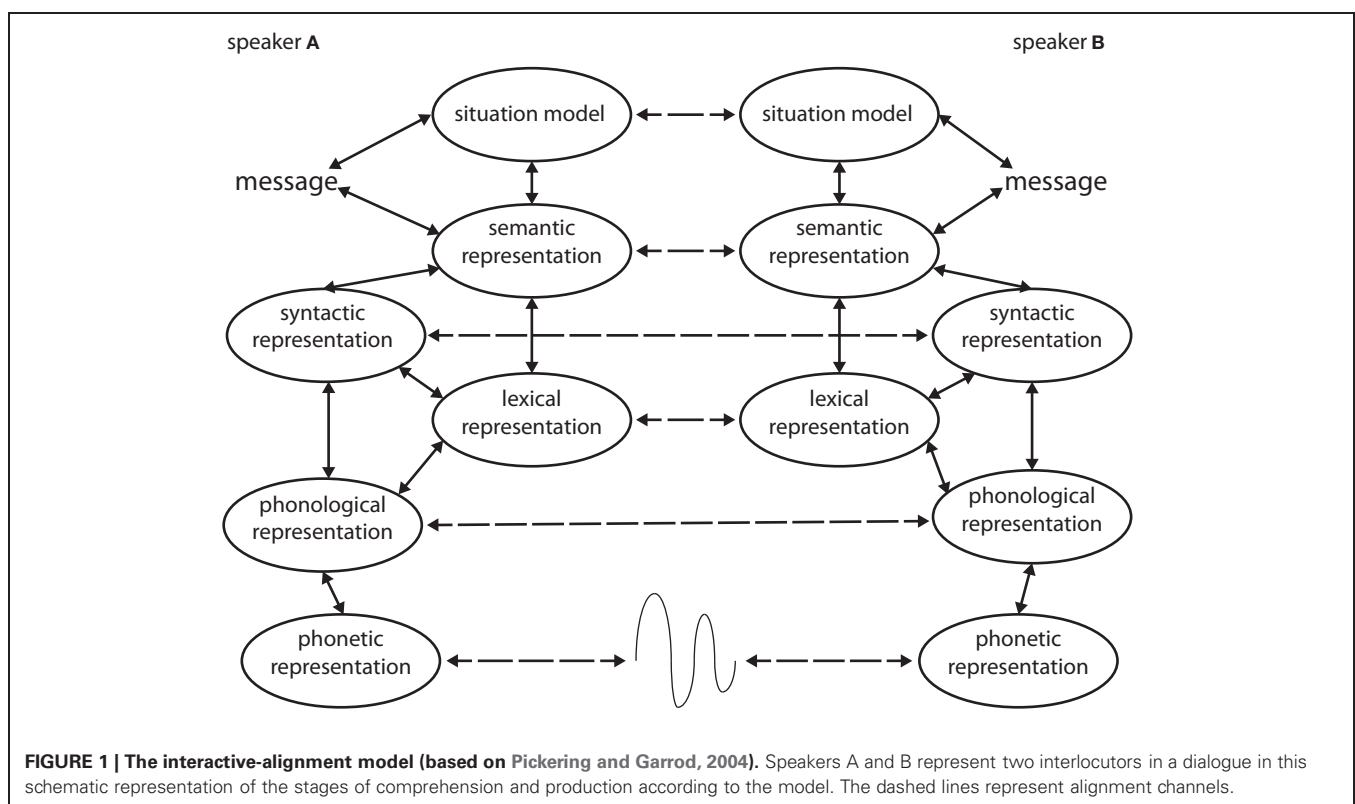 speaker A
speaker B
situation model
situation model
message
message
semantic
representation
semantic
representation
syntactic
representation
syntactic
representation
lexical
representation
lexical
representation
phonological
representation
phonological
representation
phonetic
representation
phonetic
representation
FIGURE 1 | The interactive-alignment model (based on Pickering and Garrod, 2004). Speakers A and B represent two interlocutors in a dialogue in this
schematic representation of the stages of comprehension and production according to the model. The dashed lines represent alignment channels.